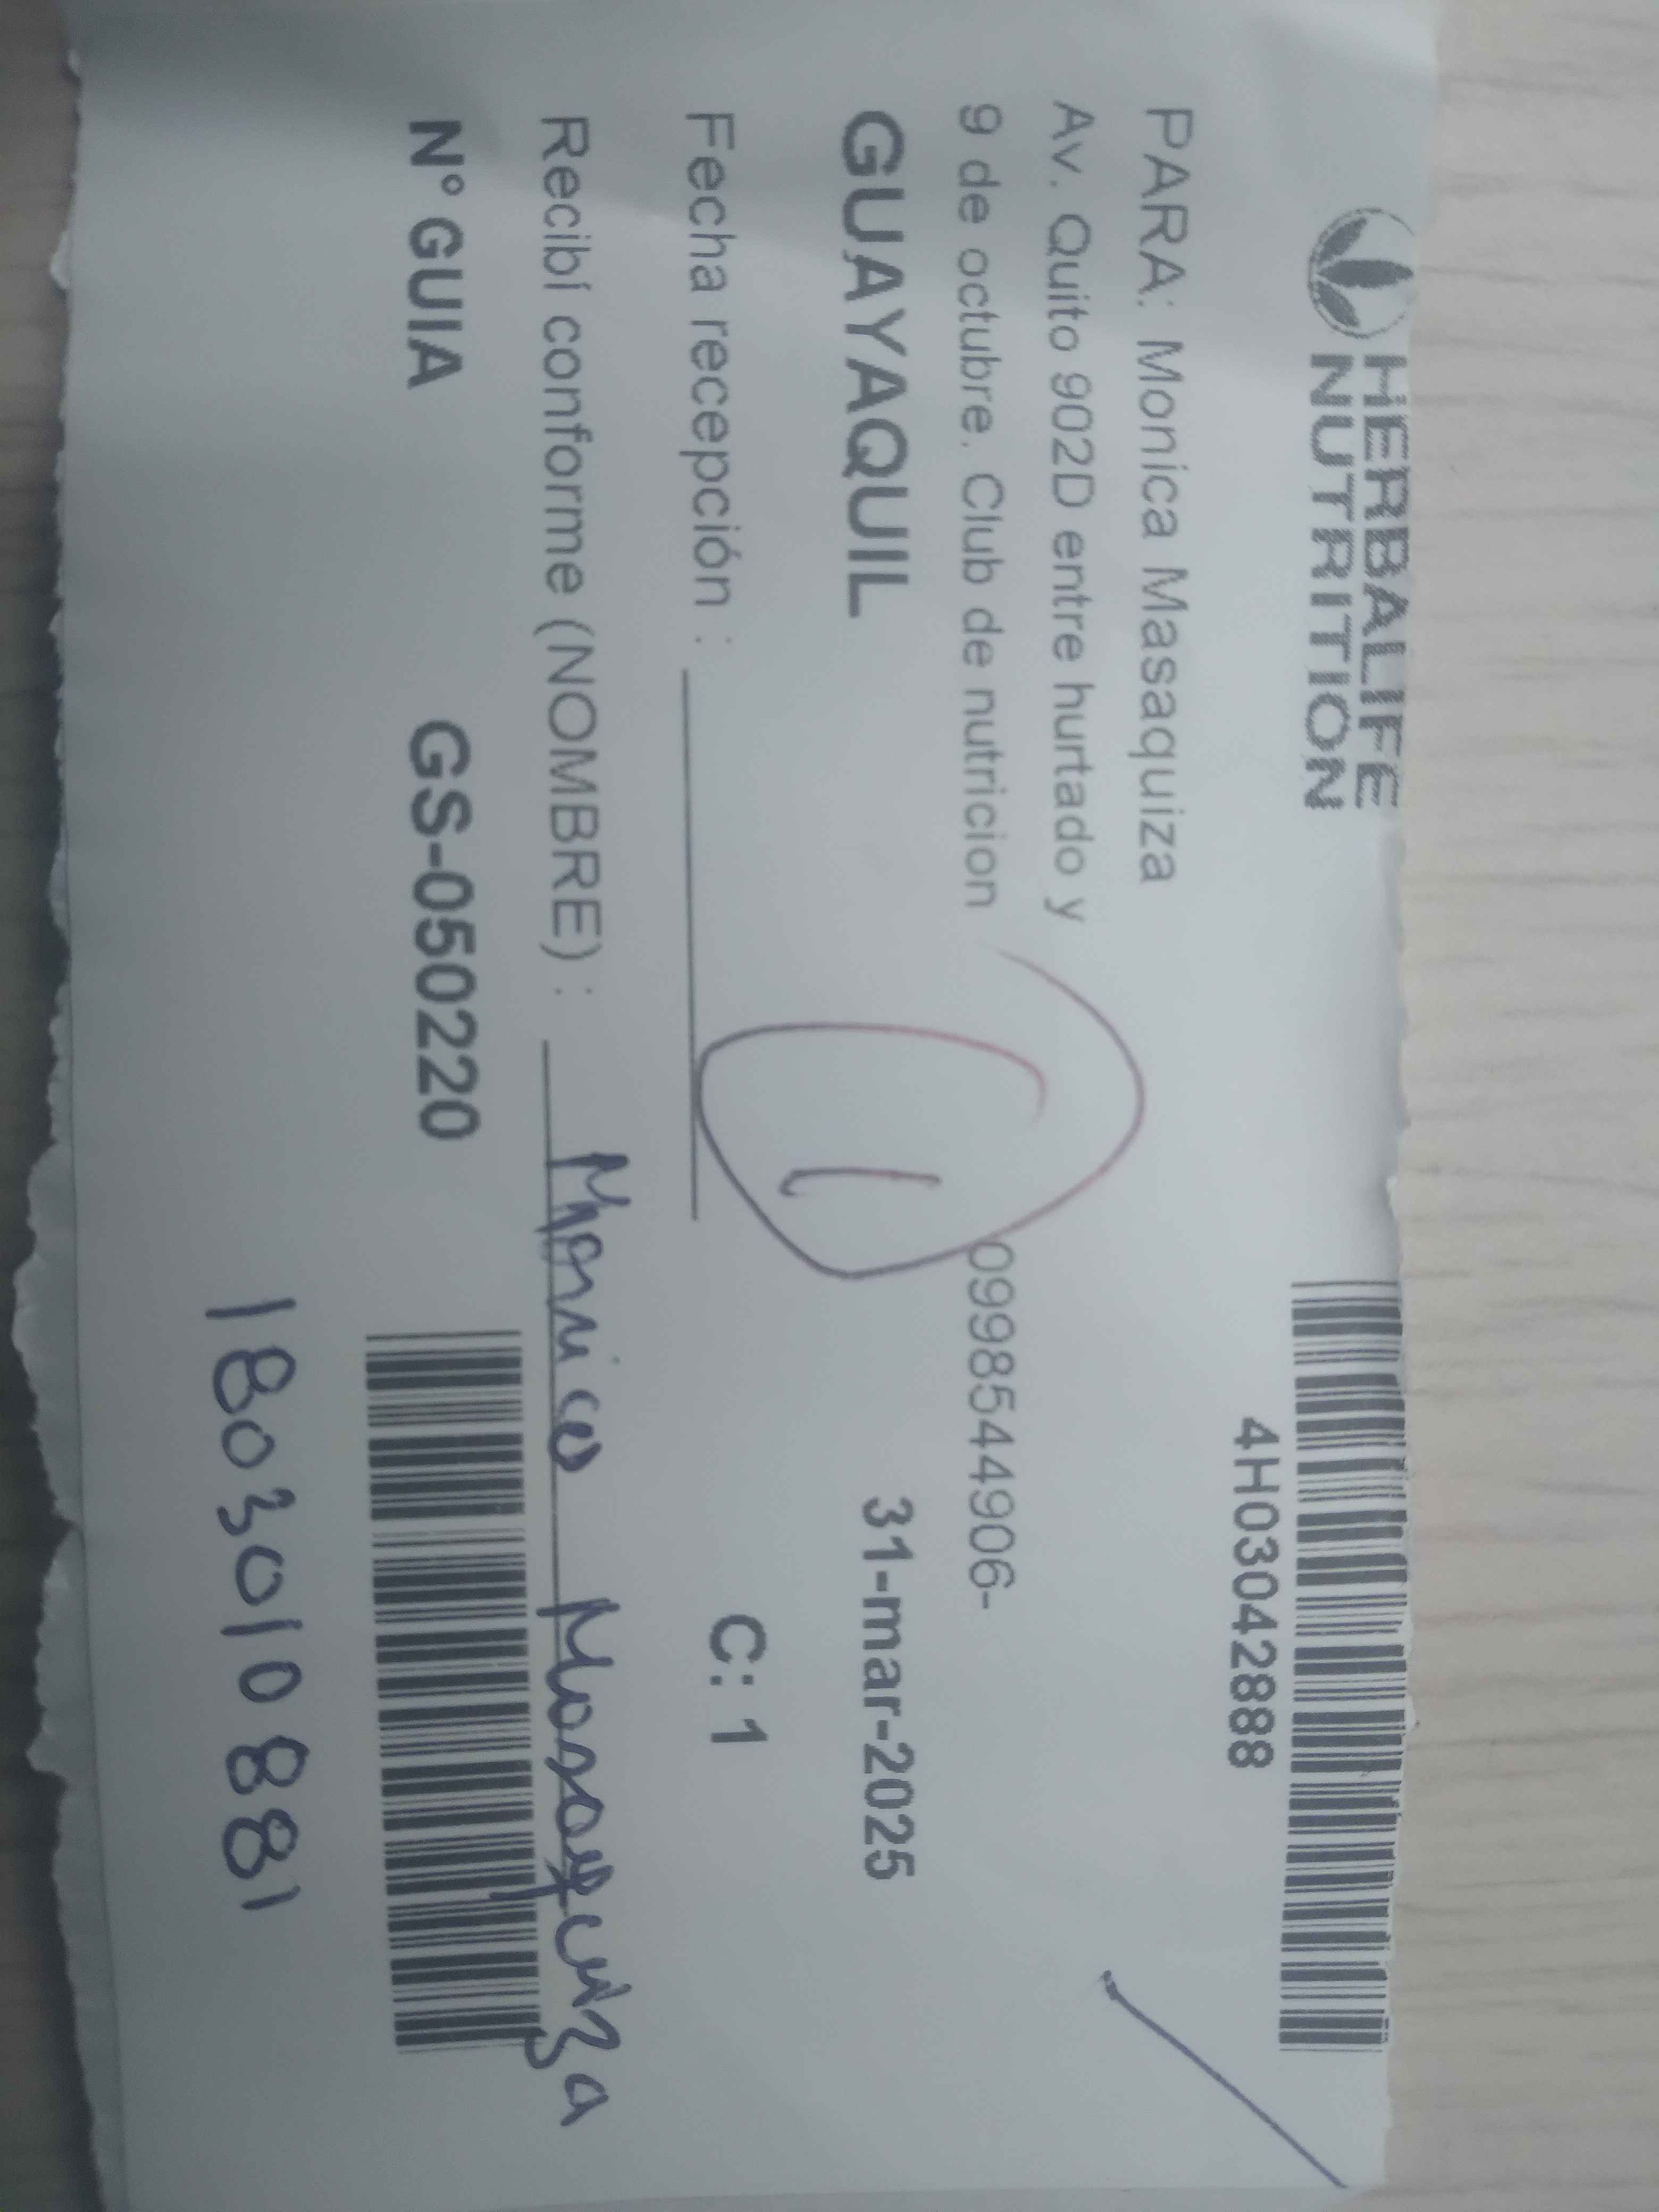 HERBALIFE
NUTRITION
4H03042888
PARA: Monica Masaquiza
Av. Quito 902D entre hurtado y
9 de octubre. Club de nutricion
0998544906-
GUAYAQUIL
31-mar-2025
1
Fecha recepción :
C: 1
Recibí conforme (NOMBRE) : Monica Masaquiza
N° GUIA GS-050220
1803010881